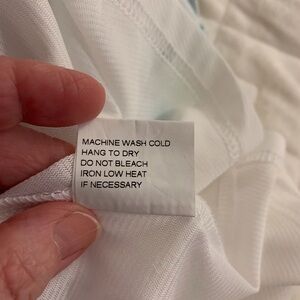 MACHINE WASH COLD
HANG TO DRY
DO NOT BLEACH
IRON LOW HEAT
IF NECESSARY